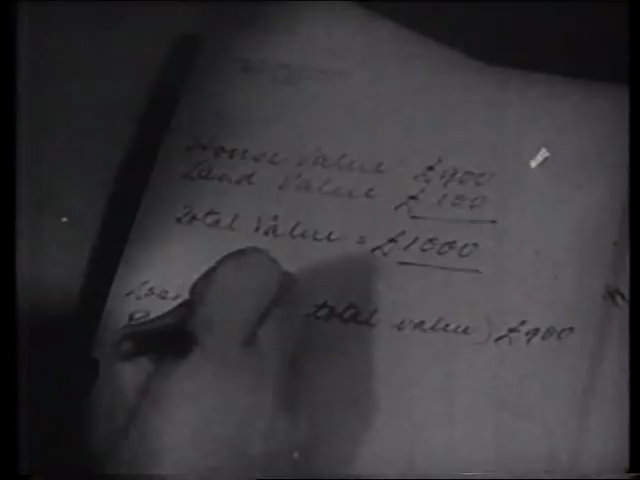 House Value £900
Land Value £100
Total Value = £1000
total value) £900